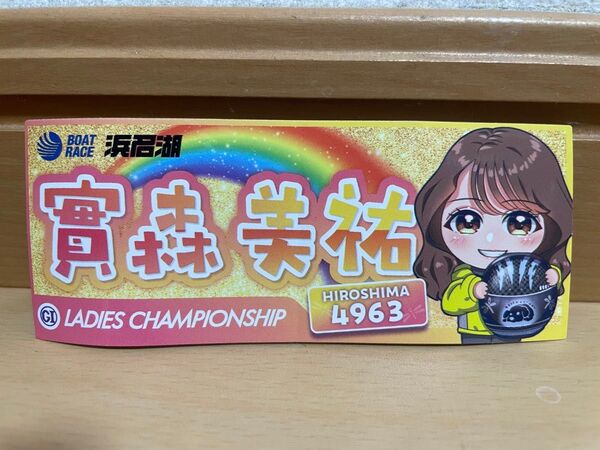 BOAT RACE 浜名湖
實森 美祐
HIROSHIMA
4963
GI LADIES CHAMPIONSHIP